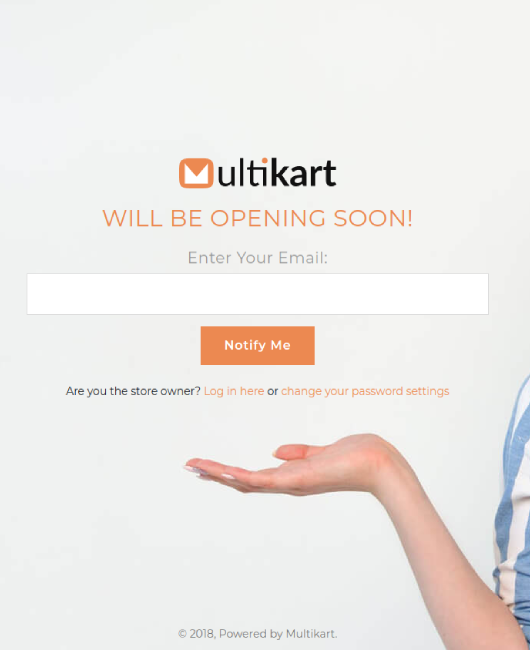 Multikart
WILL BE OPENING SOON!
Enter Your Email:
Notify Me
Are you the store owner? Log in here or change your password settings
© 2018, Powered by Multikart.